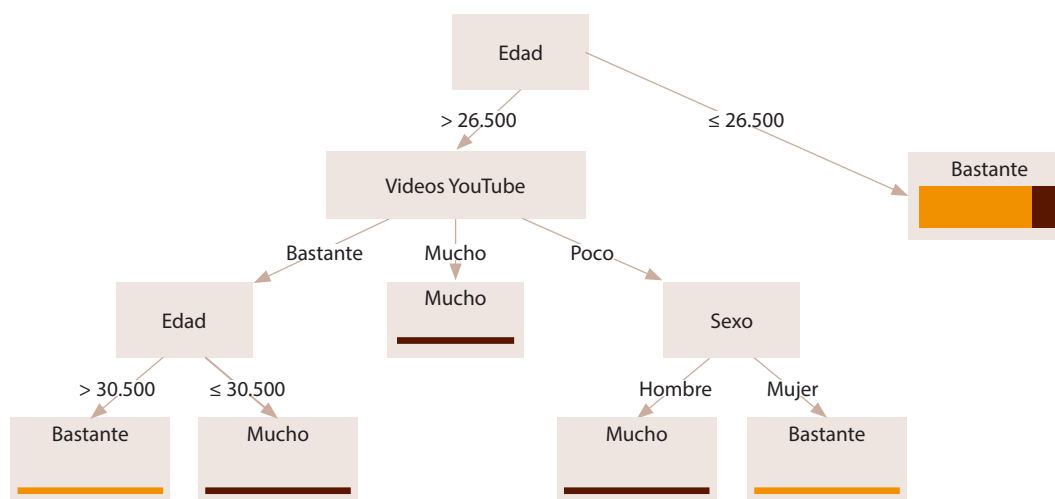 Edad
> 26.500
≤ 26.500
Bastante
Videos YouTube
Bastante
Mucho
Poco
Mucho
Edad
Sexo
> 30.500
≤ 30.500
Hombre
Mujer
Bastante
Mucho
Mucho
Bastante